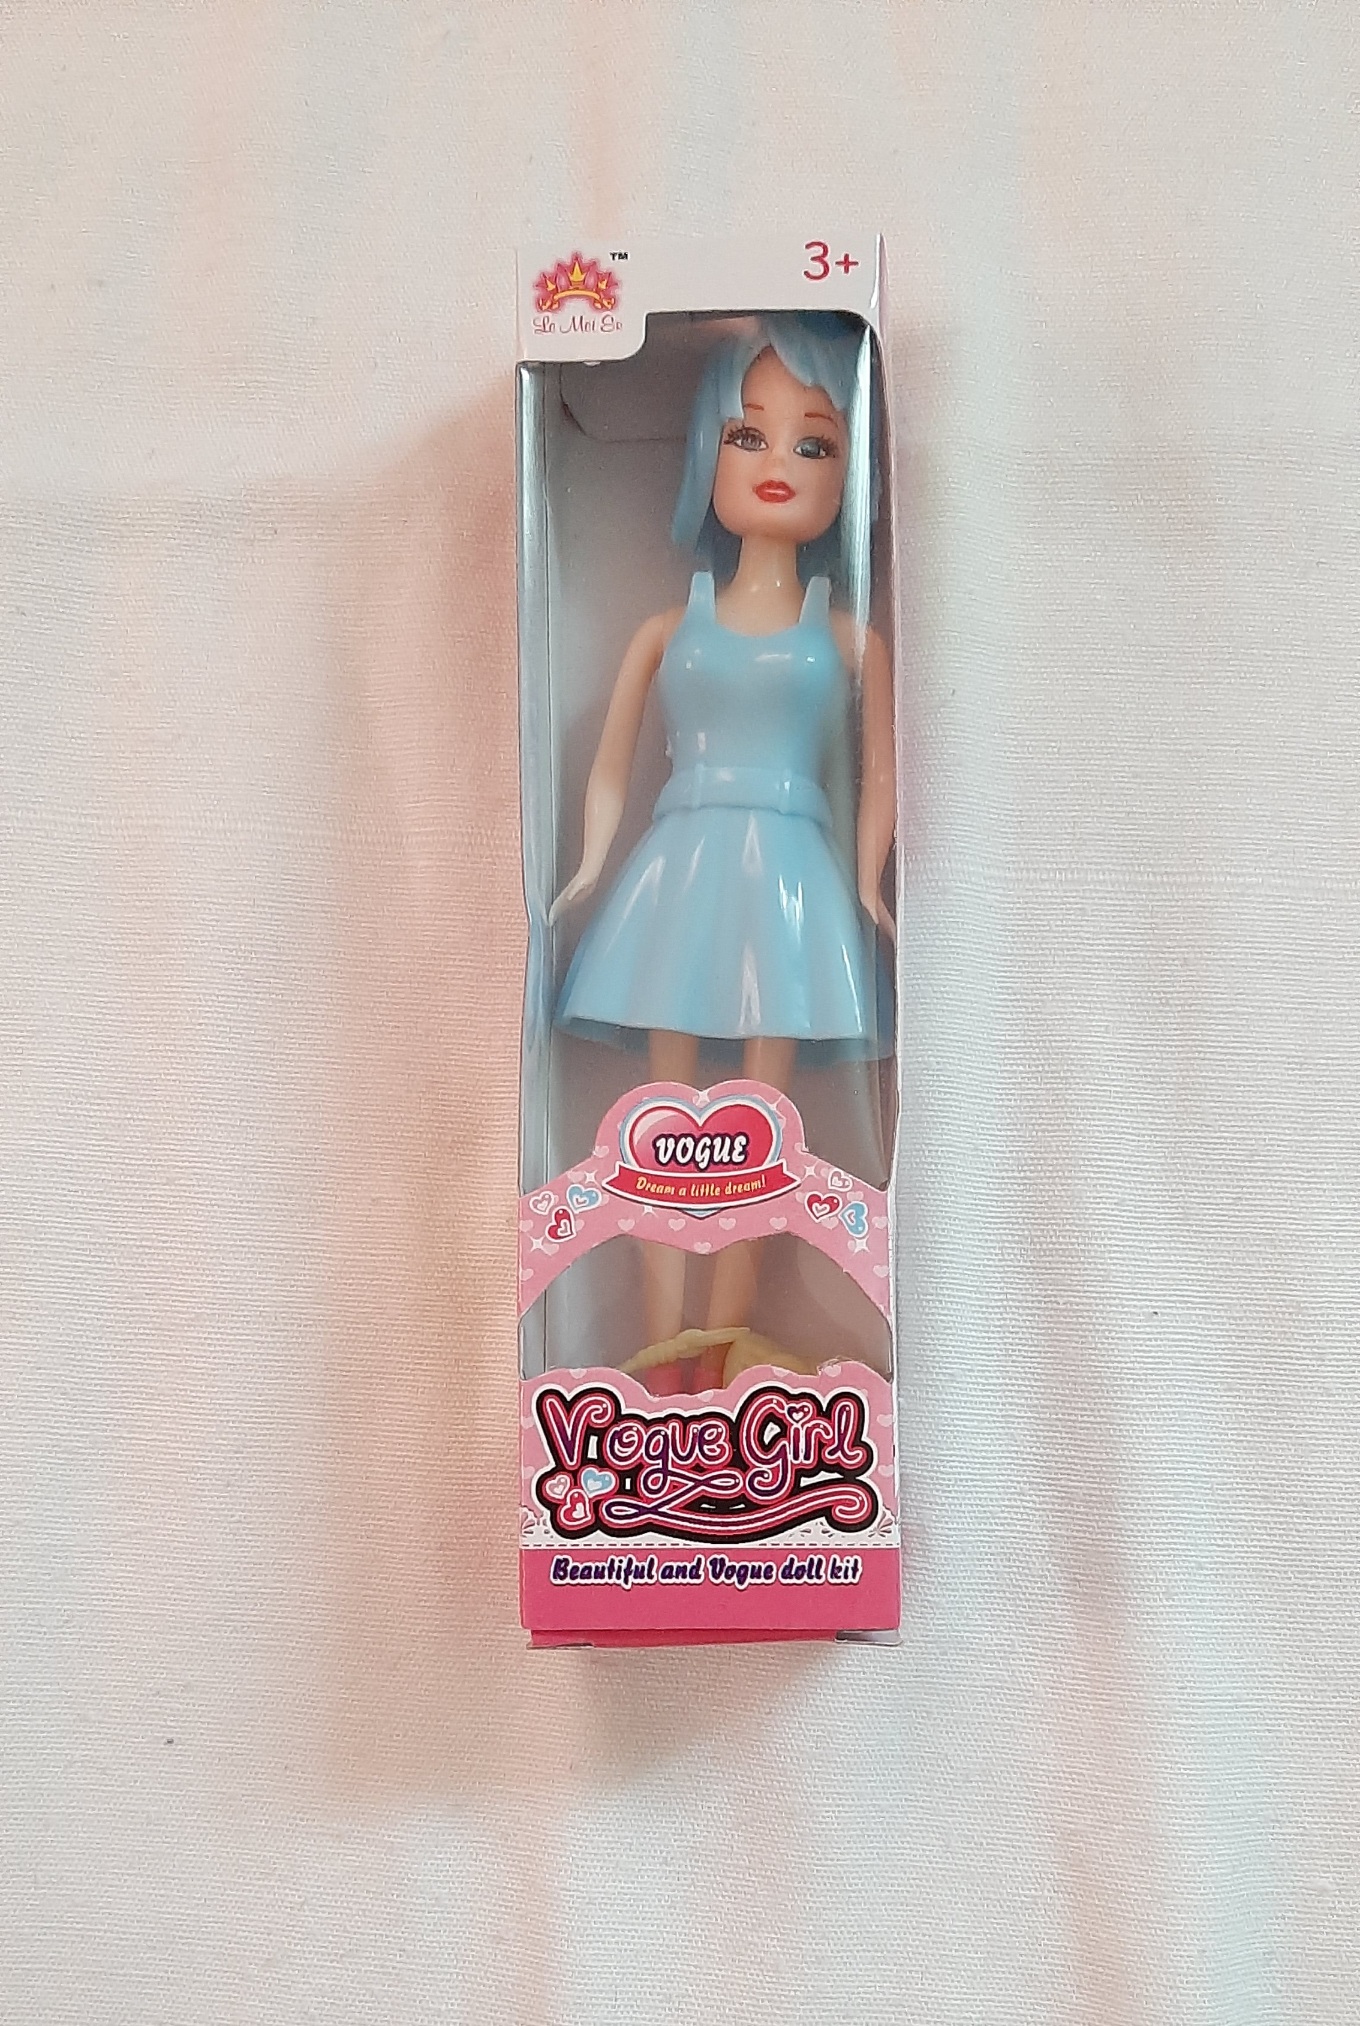 TM
3+
VOGUE
Dream a little dream!
Vogue Girl
Beautiful and Vogue doll kit